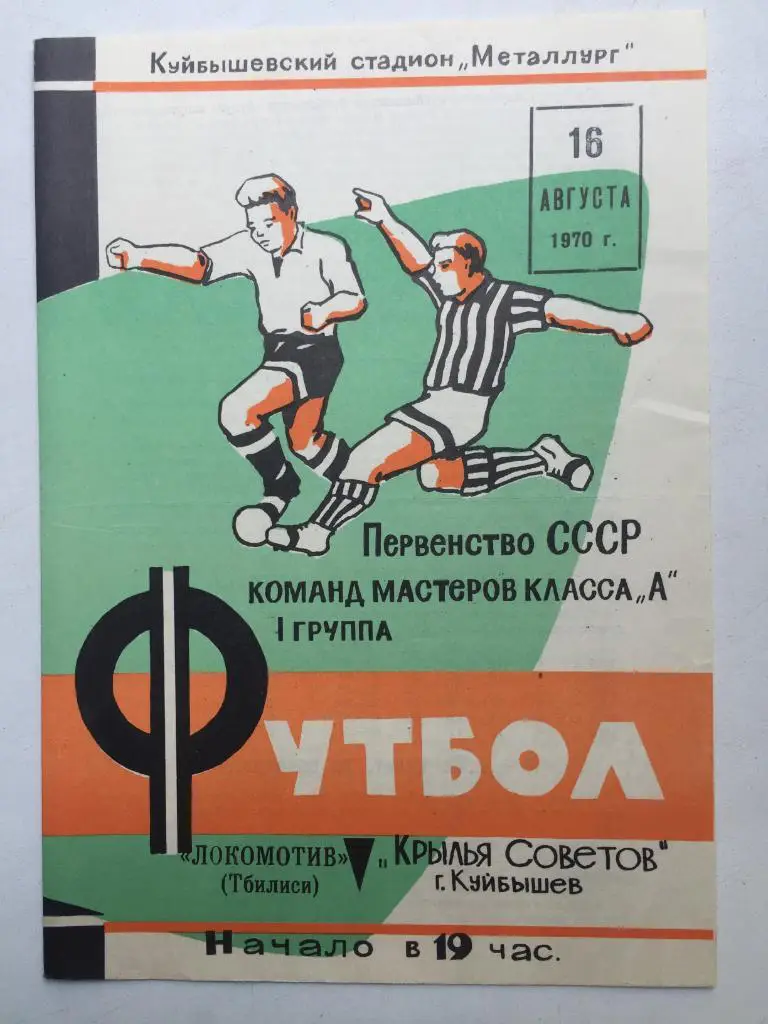 Куйбышевский стадион „Металлург"
16
АВГУСТА
1970 г.
Первенство СССР
КОМАНД МАСТЕРОВ КЛАССА „А"
I ГРУППА
ФУТБОЛ
«ЛОКОМОТИВ» „Крылья Советов"
(Тбилиси) г. Куйбышев
Начало в 19 час.